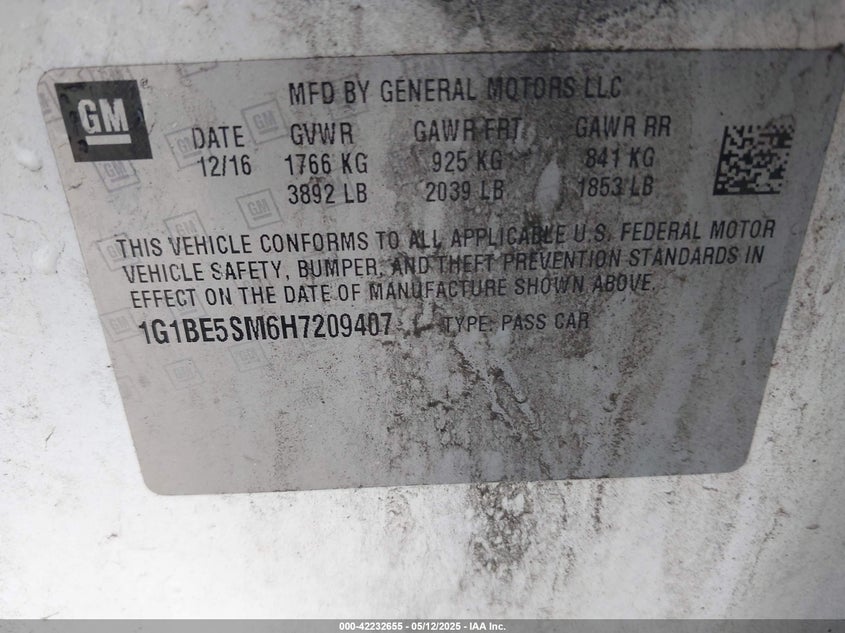 GM
MFD BY GENERAL MOTORS LLC
DATE GVWR GAWR FRT GAWR RR
12/16 1766 KG 925 KG 841 KG
3892 LB 2039 LB 1853 LB
THIS VEHICLE CONFORMS TO ALL APPLICABLE U.S. FEDERAL MOTOR
VEHICLE SAFETY, BUMPER, AND THEFT PREVENTION STANDARDS IN
EFFECT ON THE DATE OF MANUFACTURE SHOWN ABOVE.
1G1BE5SM6H7209407 TYPE: PASS CAR
000-42232655 - 05/12/2025 - IAA Inc.